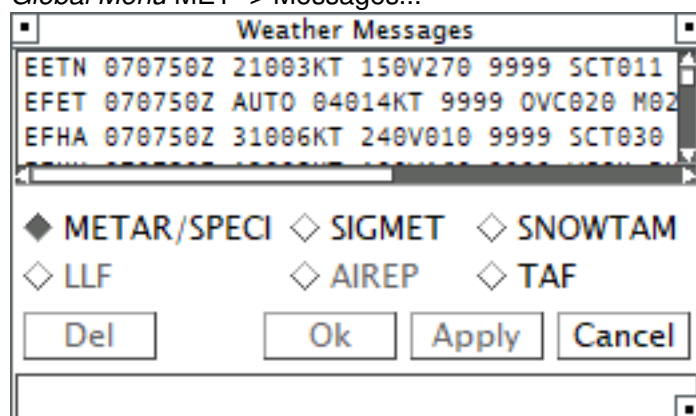 Global Menu MET -> Messages...
Weather Messages
EETN 070750Z 21003KT 150V270 9999 SCT011
EFET 070750Z AUTO 04014KT 9999 OVC020 M02
EFHA 070750Z 31006KT 240V010 9999 SCT030
METAR/SPECI SIGMET SNOWTAM
LLF AIREP TAF
Del Ok Apply Cancel